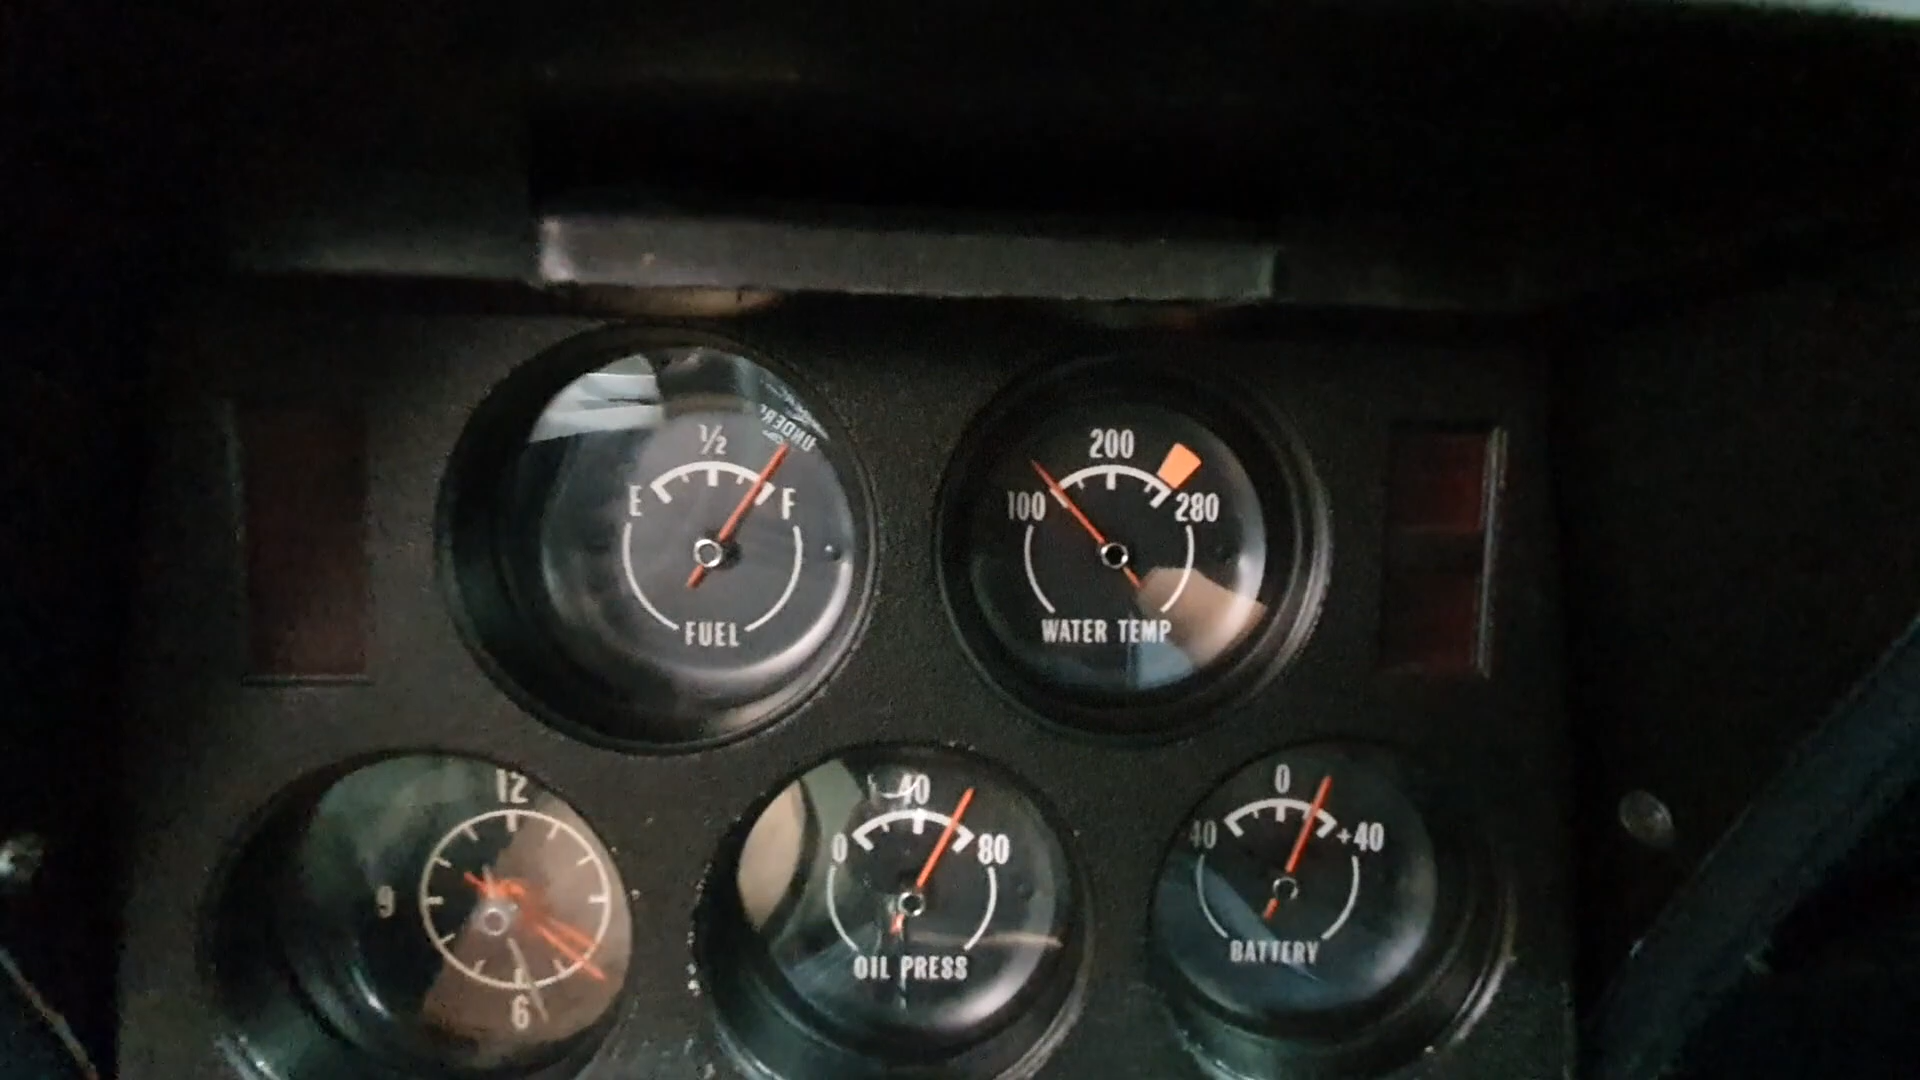 ½
E F
FUEL
200
100 280
WATER TEMP
12
9
6
40
0 80
OIL PRESS
0
40 +40
BATTERY